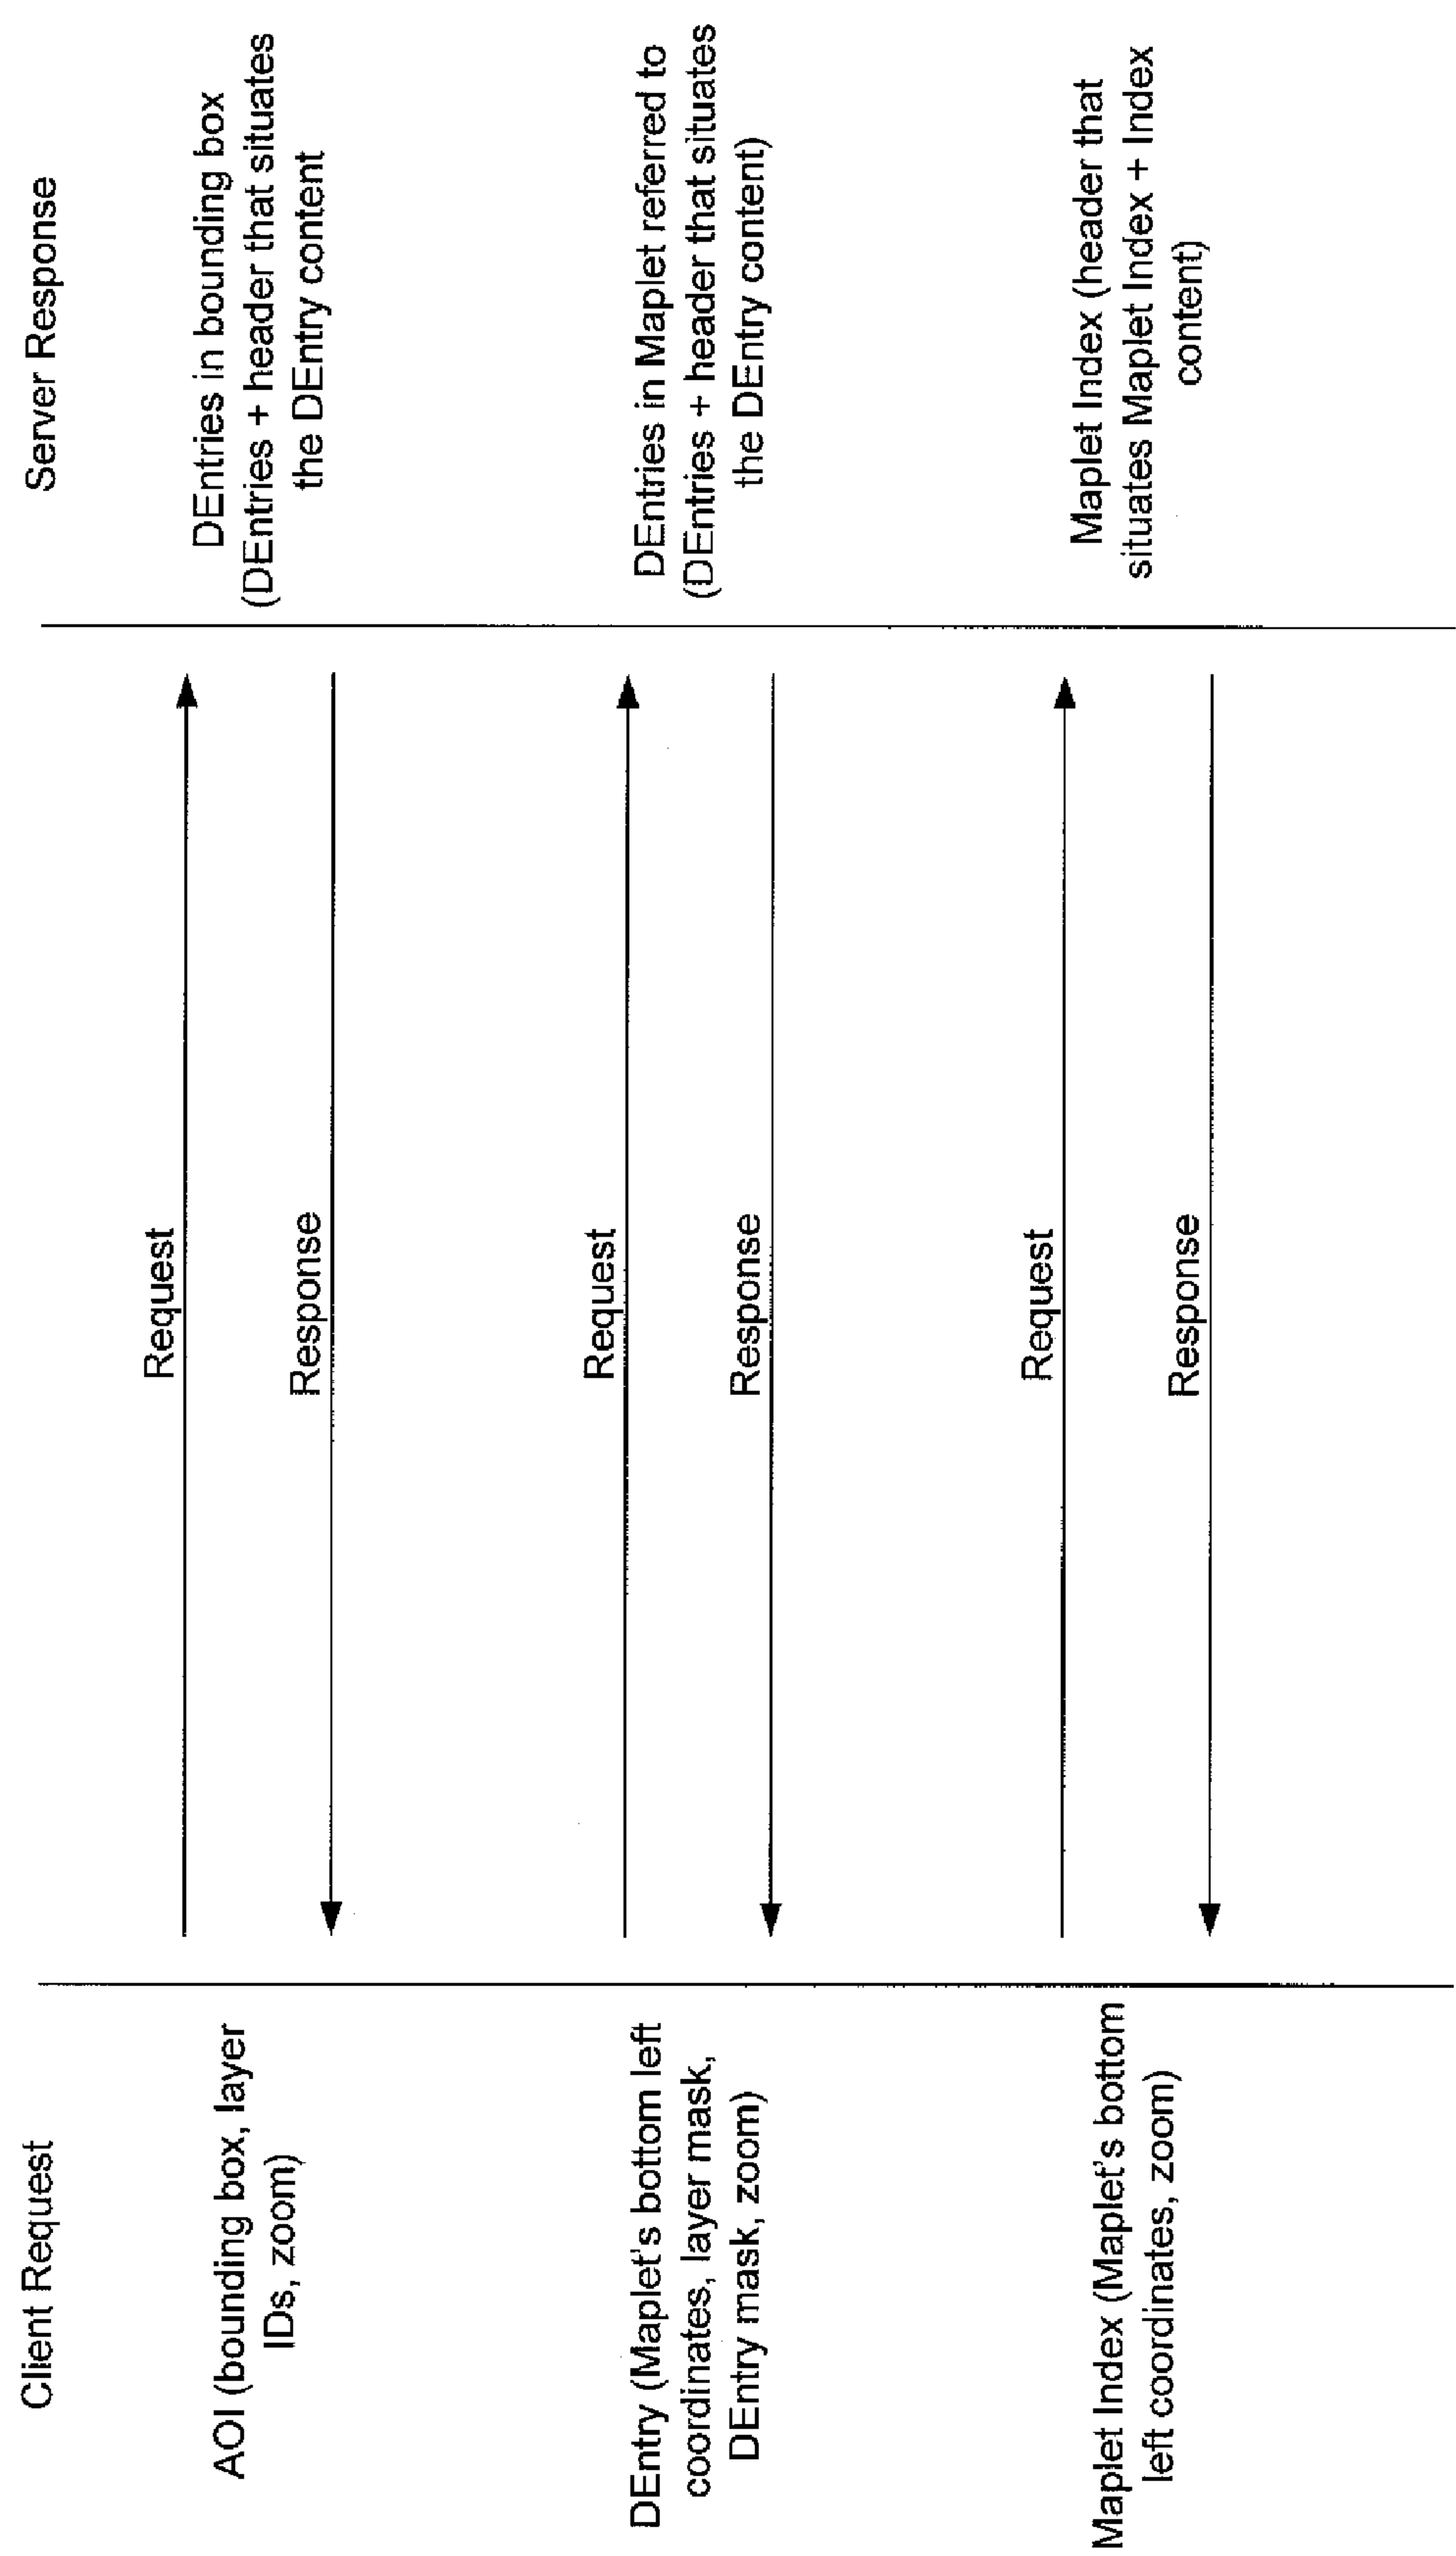 Client Request
Server Response
AOI (bounding box, layer
IDs, zoom)
Request
Response
DEntries in bounding box
(DEntries + header that situates
the DEntry content
DEntry (Maplet's bottom left
coordinates, layer mask,
DEntry mask, zoom)
Request
Response
DEntries in Maplet referred to
(DEntries + header that situates
the DEntry content)
Maplet Index (Maplet's bottom
left coordinates, zoom)
Request
Response
Maplet Index (header that
situates Maplet Index + Index
content)